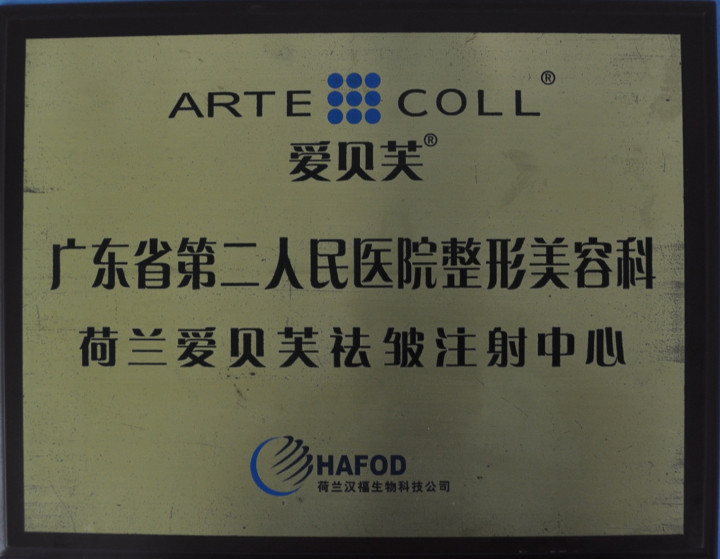 ARTE COLL®
爱贝芙®
广东省第二人民医院整形美容科
荷兰爱贝芙祛皱注射中心
HAFOD
荷兰汉福生物科技公司